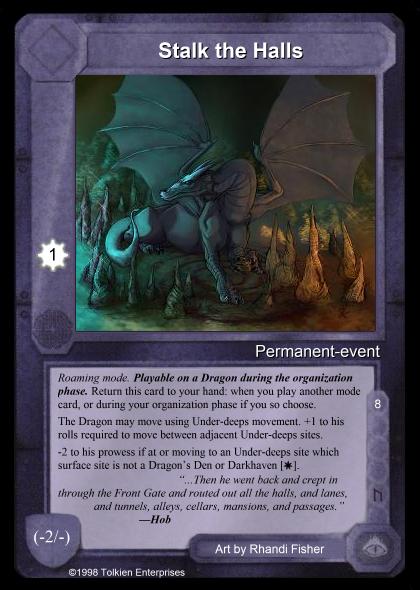 Stalk the Halls
1
Permanent-event
Roaming mode. Playable on a Dragon during the organization
phase. Return this card to your hand: when you play another mode
card, or during your organization phase if you so choose.
8
The Dragon may move using Under-deeps movement. +1 to his
rolls required to move between adjacent Under-deeps sites.
-2 to his prowess if at or moving to an Under-deeps site which
surface site is not a Dragon's Den or Darkhaven [✷].
"...Then he went back and crept in
through the Front Gate and routed out all the halls, and lanes,
and tunnels, alleys, cellars, mansions, and passages."
—Hob
(-2/-)
Art by Rhandi Fisher
©1998 Tolkien Enterprises